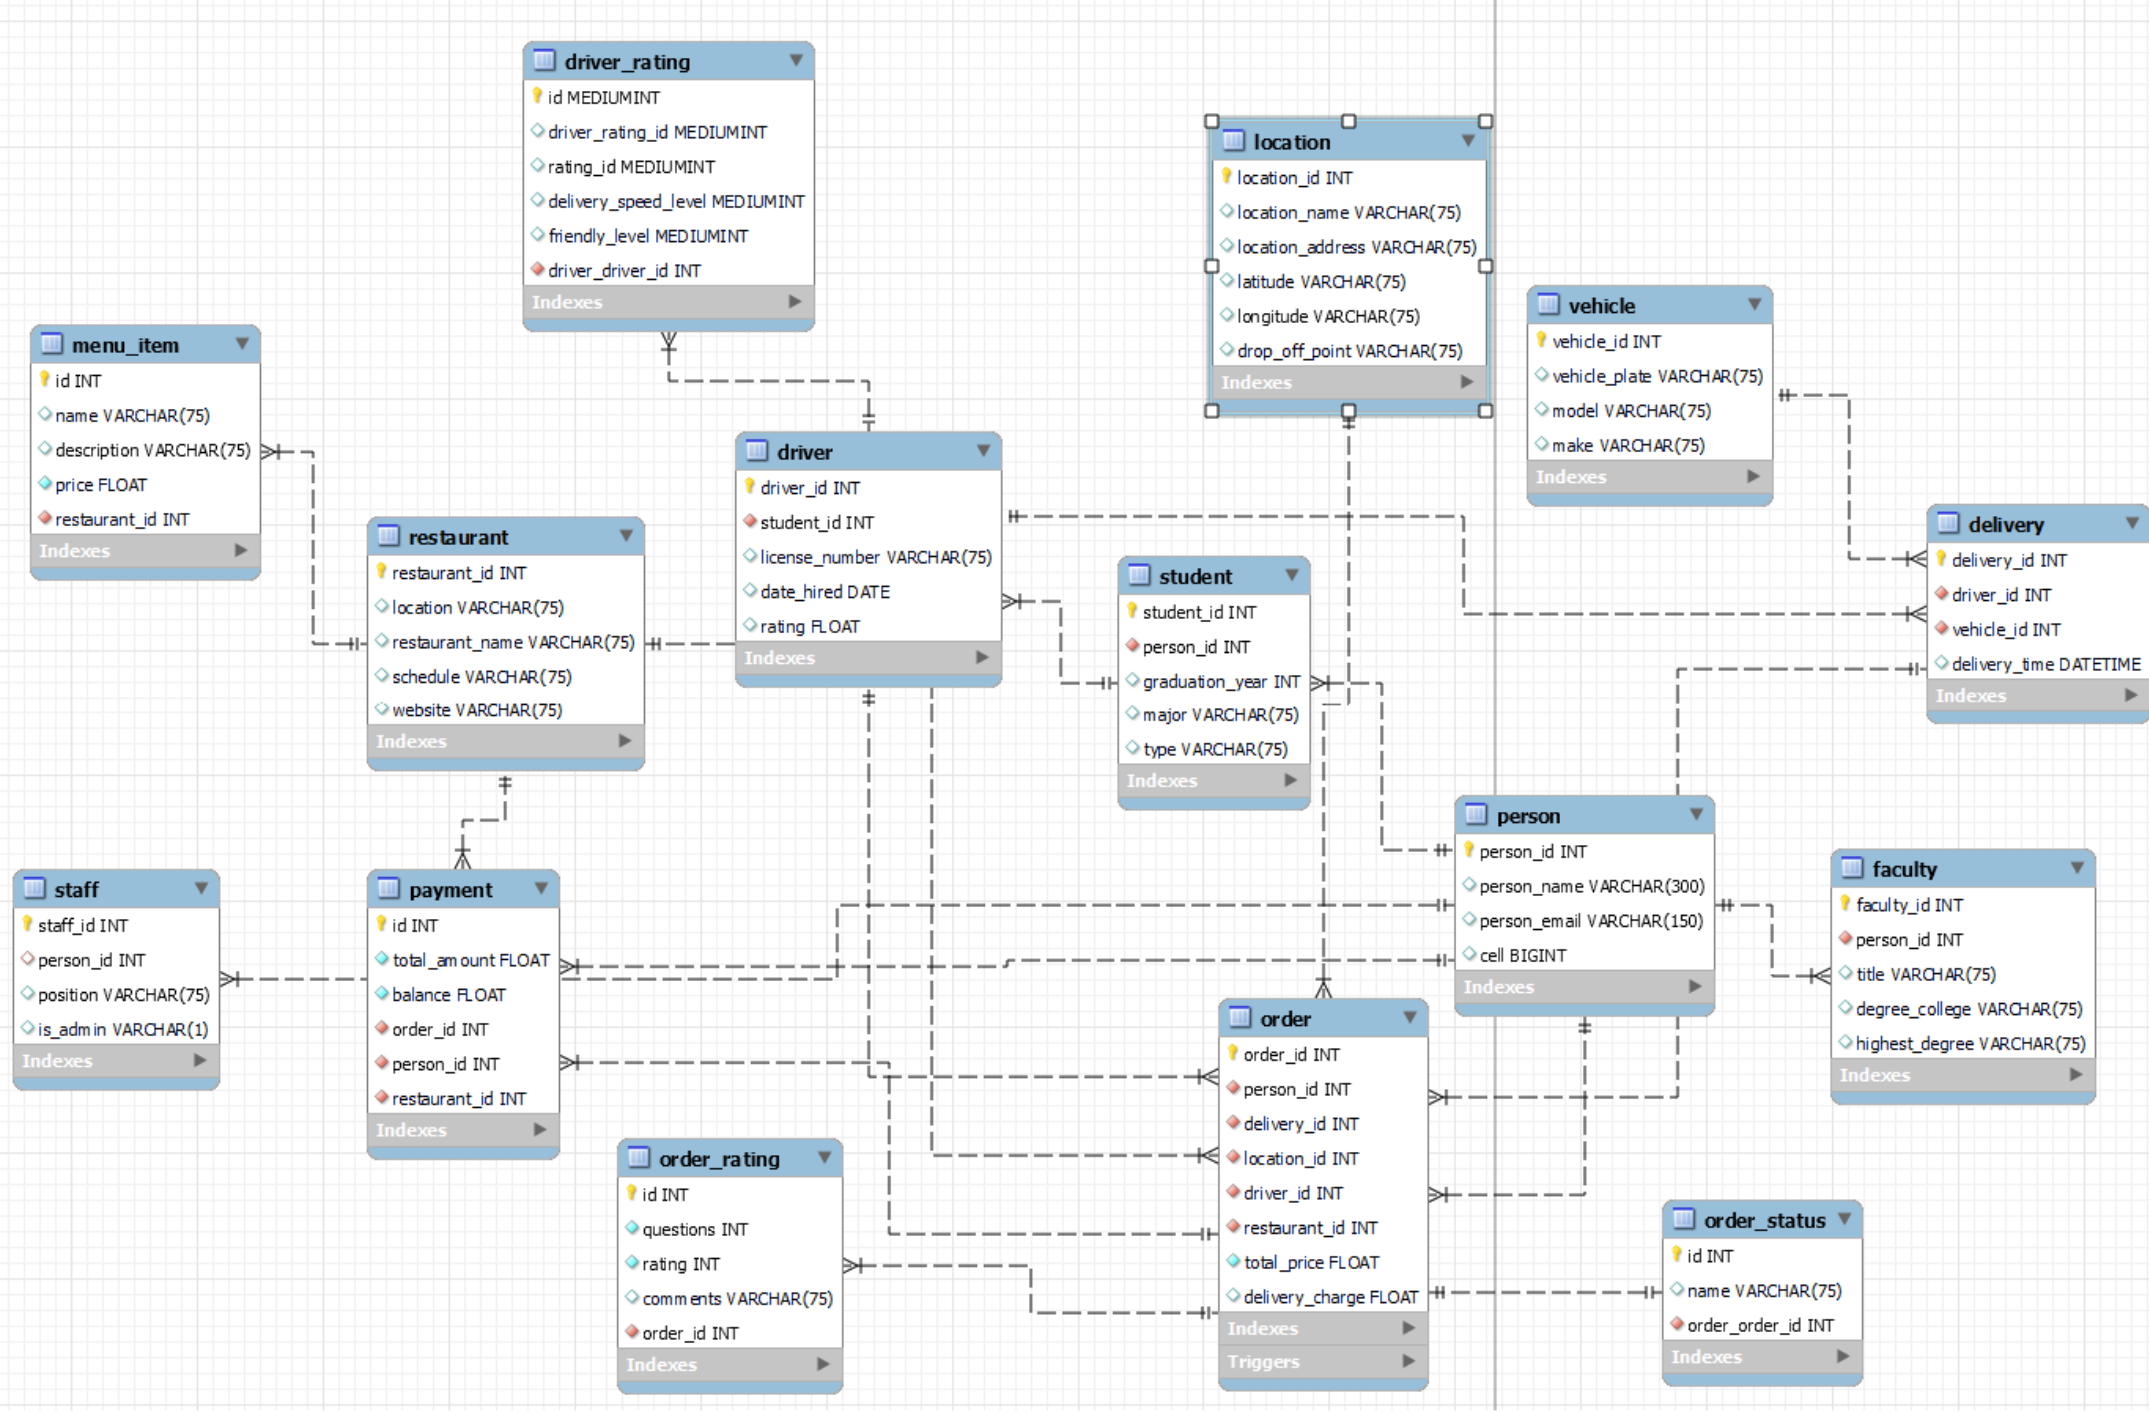 driver_rating
id MEDIUMINT
driver_rating_id MEDIUMINT
rating_id MEDIUMINT
delivery_speed_level MEDIUMINT
friendly_level MEDIUMINT
driver_driver_id INT
Indexes
location
location_id INT
location_name VARCHAR(75)
location_address VARCHAR(75)
latitude VARCHAR(75)
longitude VARCHAR(75)
drop_off_point VARCHAR(75)
Indexes
vehicle
vehicle_id INT
vehicle_plate VARCHAR(75)
model VARCHAR(75)
make VARCHAR(75)
Indexes
menu_item
id INT
name VARCHAR(75)
description VARCHAR(75)
price FLOAT
restaurant_id INT
Indexes
driver
driver_id INT
student_id INT
license_number VARCHAR(75)
date_hired DATE
rating FLOAT
Indexes
restaurant
restaurant_id INT
location VARCHAR(75)
restaurant_name VARCHAR(75)
schedule VARCHAR(75)
website VARCHAR(75)
Indexes
student
student_id INT
person_id INT
graduation_year INT
major VARCHAR(75)
type VARCHAR(75)
Indexes
delivery
delivery_id INT
driver_id INT
vehicle_id INT
delivery_time DATETIME
Indexes
person
person_id INT
person_name VARCHAR(300)
person_email VARCHAR(150)
cell BIGINT
Indexes
faculty
faculty_id INT
person_id INT
title VARCHAR(75)
degree_college VARCHAR(75)
highest_degree VARCHAR(75)
Indexes
staff
staff_id INT
person_id INT
position VARCHAR(75)
is_admin VARCHAR(1)
Indexes
payment
id INT
total_amount FLOAT
balance FLOAT
order_id INT
person_id INT
restaurant_id INT
Indexes
order
order_id INT
person_id INT
delivery_id INT
location_id INT
driver_id INT
restaurant_id INT
total_price FLOAT
delivery_charge FLOAT
Indexes
Triggers
order_rating
id INT
questions INT
rating INT
comments VARCHAR(75)
order_id INT
Indexes
order_status
id INT
name VARCHAR(75)
order_order_id INT
Indexes